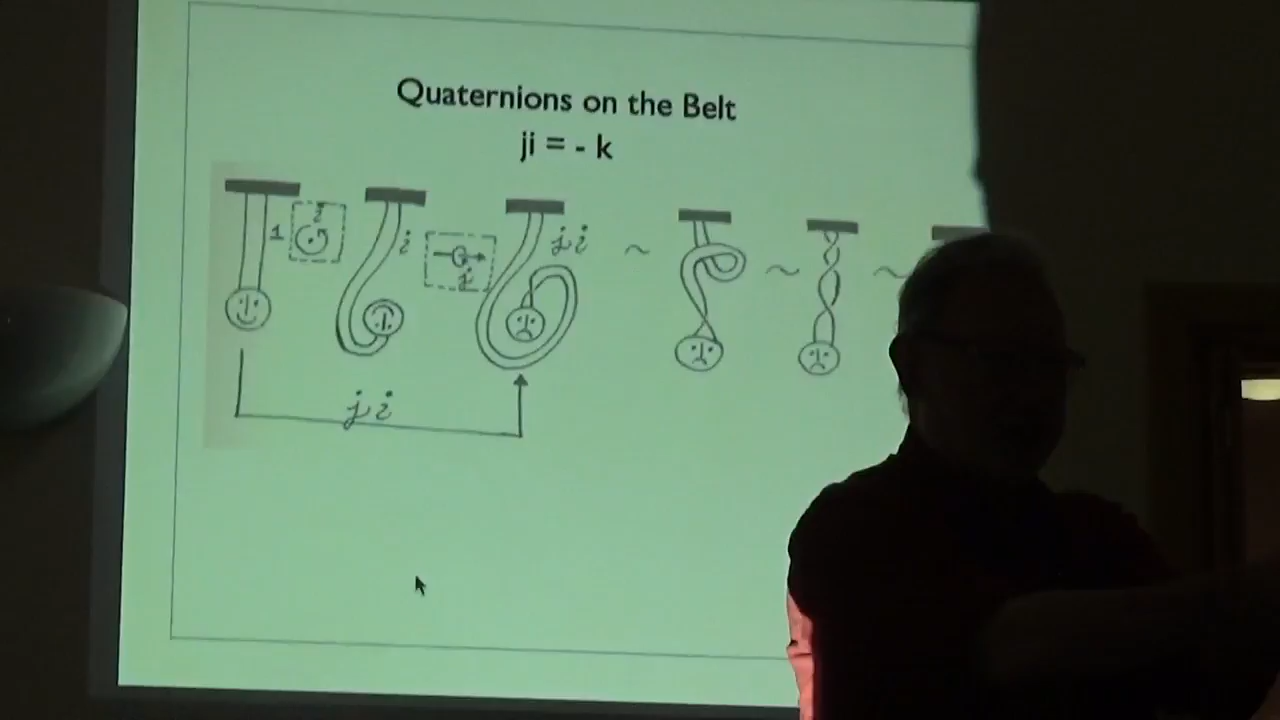 Quaternions on the Belt
ji = - k
1
i
i
j
ji
~
~
~
ji